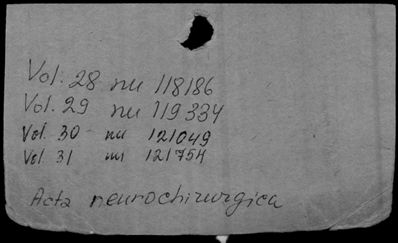 Vol. 28 nu 118186
Vol. 29 nu 119334
Vol. 30 nu 121049
Vol. 31 nu 121754
Acta neurochirurgica